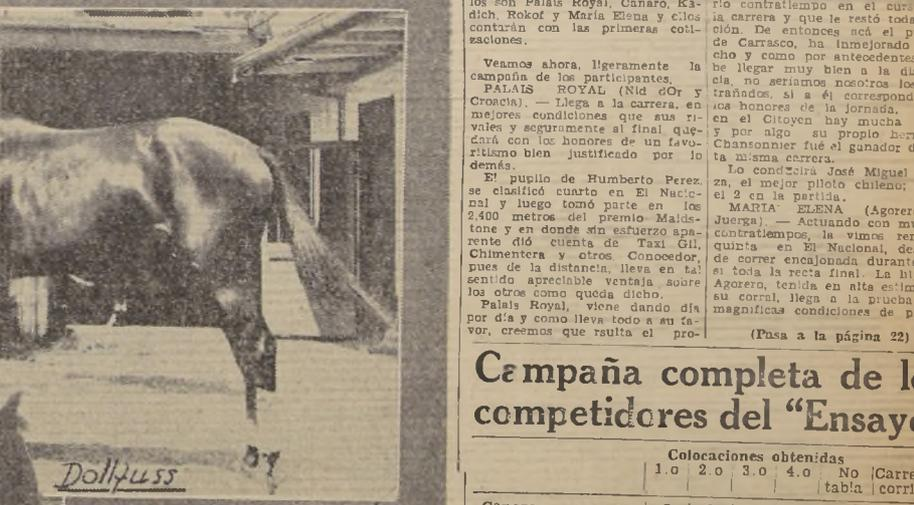 los son Palais Royal, Canaro, Ka-
dich, Rokof y María Elena y ellos
contarán con las primeras coti-
zaciones.
Veamos ahora, ligeramente la
campaña de los participantes.
PALAIS ROYAL (Nid dOr y
Croacia). — Llega a la carrera, en
mejores condiciones que sus ri-
vales y seguramente al final que-
dará con los honores de un favo-
ritismo bien justificado por lo
demás.
El pupilo de Humberto Perez,
se clasificó cuarto en El Nacio-
nal y luego tomó parte en los
2,400 metros del premio Maids-
tone y en donde sin esfuerzo apa-
rente dió cuenta de Taxi Gil,
Chimentera y otros. Conocedor,
pues de la distancia, lleva en tal
sentido apreciable ventaja sobre
los otros como queda dicho.
Palais Royal, viene dando día
por día y como lleva todo a su fa-
vor, creemos que rsulta el pro-
rio contratiempo en el curs
la carrera y que le restó toda
ción. De entonces acá el p
de Carrasco, ha inmejorado
cho y como por antecedentes
be llegar muy bien a la di
cia, no seríamos nosotros los
trañados, si a él correspond
los honores de la jornada.
en el Citoyen hay mucha
y por algo su propio her
Chansonnier fué el ganador d
ta misma carrera.
Lo conducirá José Miguel
za, el mejor piloto chileno;
el 2 en la partida.
MARIA ELENA (Agorer
Juerga). — Actuando con mu
contratiempos, la vimos rem
quinta en El Nacional, de
de correr encajonada durante
si toda la recta final. La hi
Agorero, tenida en alta estim
su corral, llega a la prueba
magníficas condiciones de p
(Pasa a la página 22)
Campaña completa de lo
competidores del "Ensayo
Colocaciones obtenidas
1.o 2.o 3.o 4.o No Carre
tabla corri
Dollfuss